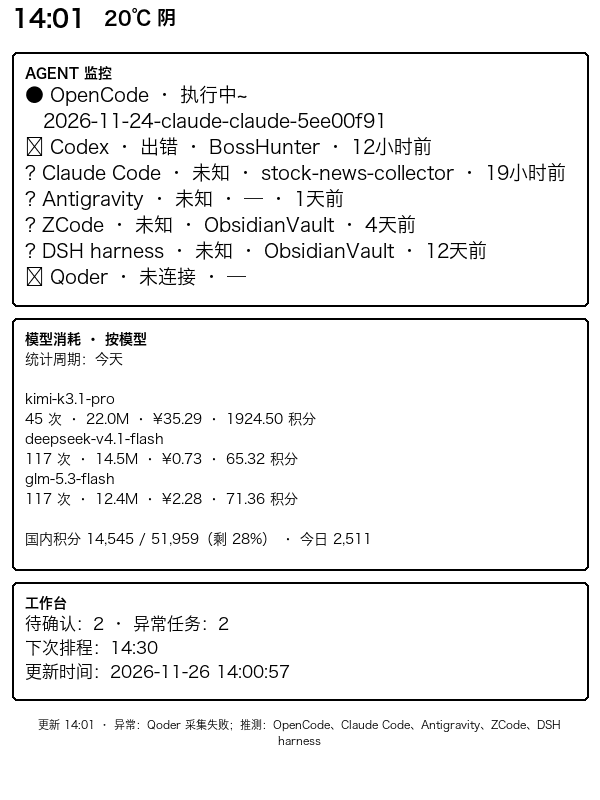 14:01 20℃ 阴
AGENT 监控
● OpenCode · 执行中~
2026-11-24-claude-claude-5ee00f91
☒ Codex · 出错 · BossHunter · 12小时前
? Claude Code · 未知 · stock-news-collector · 19小时前
? Antigravity · 未知 · — · 1天前
? ZCode · 未知 · ObsidianVault · 4天前
? DSH harness · 未知 · ObsidianVault · 12天前
☒ Qoder · 未连接 · —
模型消耗 · 按模型
统计周期：今天
kimi-k3.1-pro
45 次 · 22.0M · ¥35.29 · 1924.50 积分
deepseek-v4.1-flash
117 次 · 14.5M · ¥0.73 · 65.32 积分
glm-5.3-flash
117 次 · 12.4M · ¥2.28 · 71.36 积分
国内积分 14,545 / 51,959（剩 28%） · 今日 2,511
工作台
待确认：2 · 异常任务：2
下次排程：14:30
更新时间：2026-11-26 14:00:57
更新 14:01 · 异常：Qoder 采集失败；推测：OpenCode、Claude Code、Antigravity、ZCode、DSH
harness